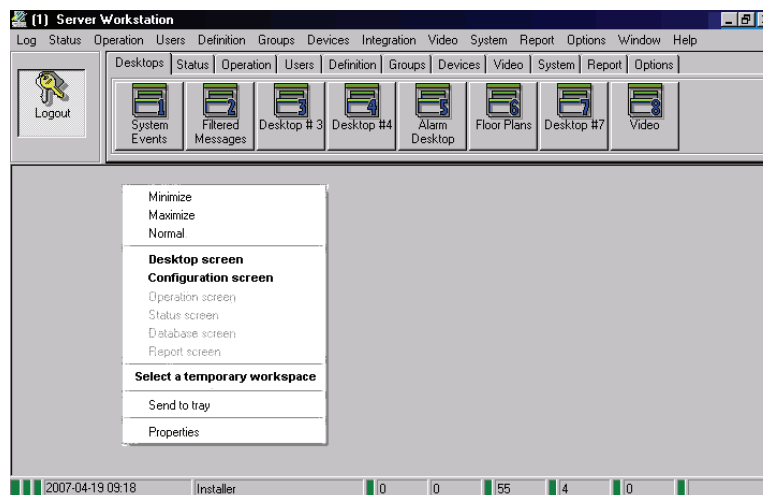 (1) Server Workstation
Log Status Operation Users Definition Groups Devices Integration Video System Report Options Window Help
Desktops Status Operation Users Definition Groups Devices Video System Report Options
Logout
1 2 3 4 5 6 7 8
System Events
Filtered Messages
Desktop # 3
Desktop #4
Alarm Desktop
Floor Plans
Desktop #7
Video
Minimize
Maximize
Normal
Desktop screen
Configuration screen
Operation screen
Status screen
Database screen
Report screen
Select a temporary workspace
Send to tray
Properties
2007-04-19 09:18 Installer 0 0 55 4 0